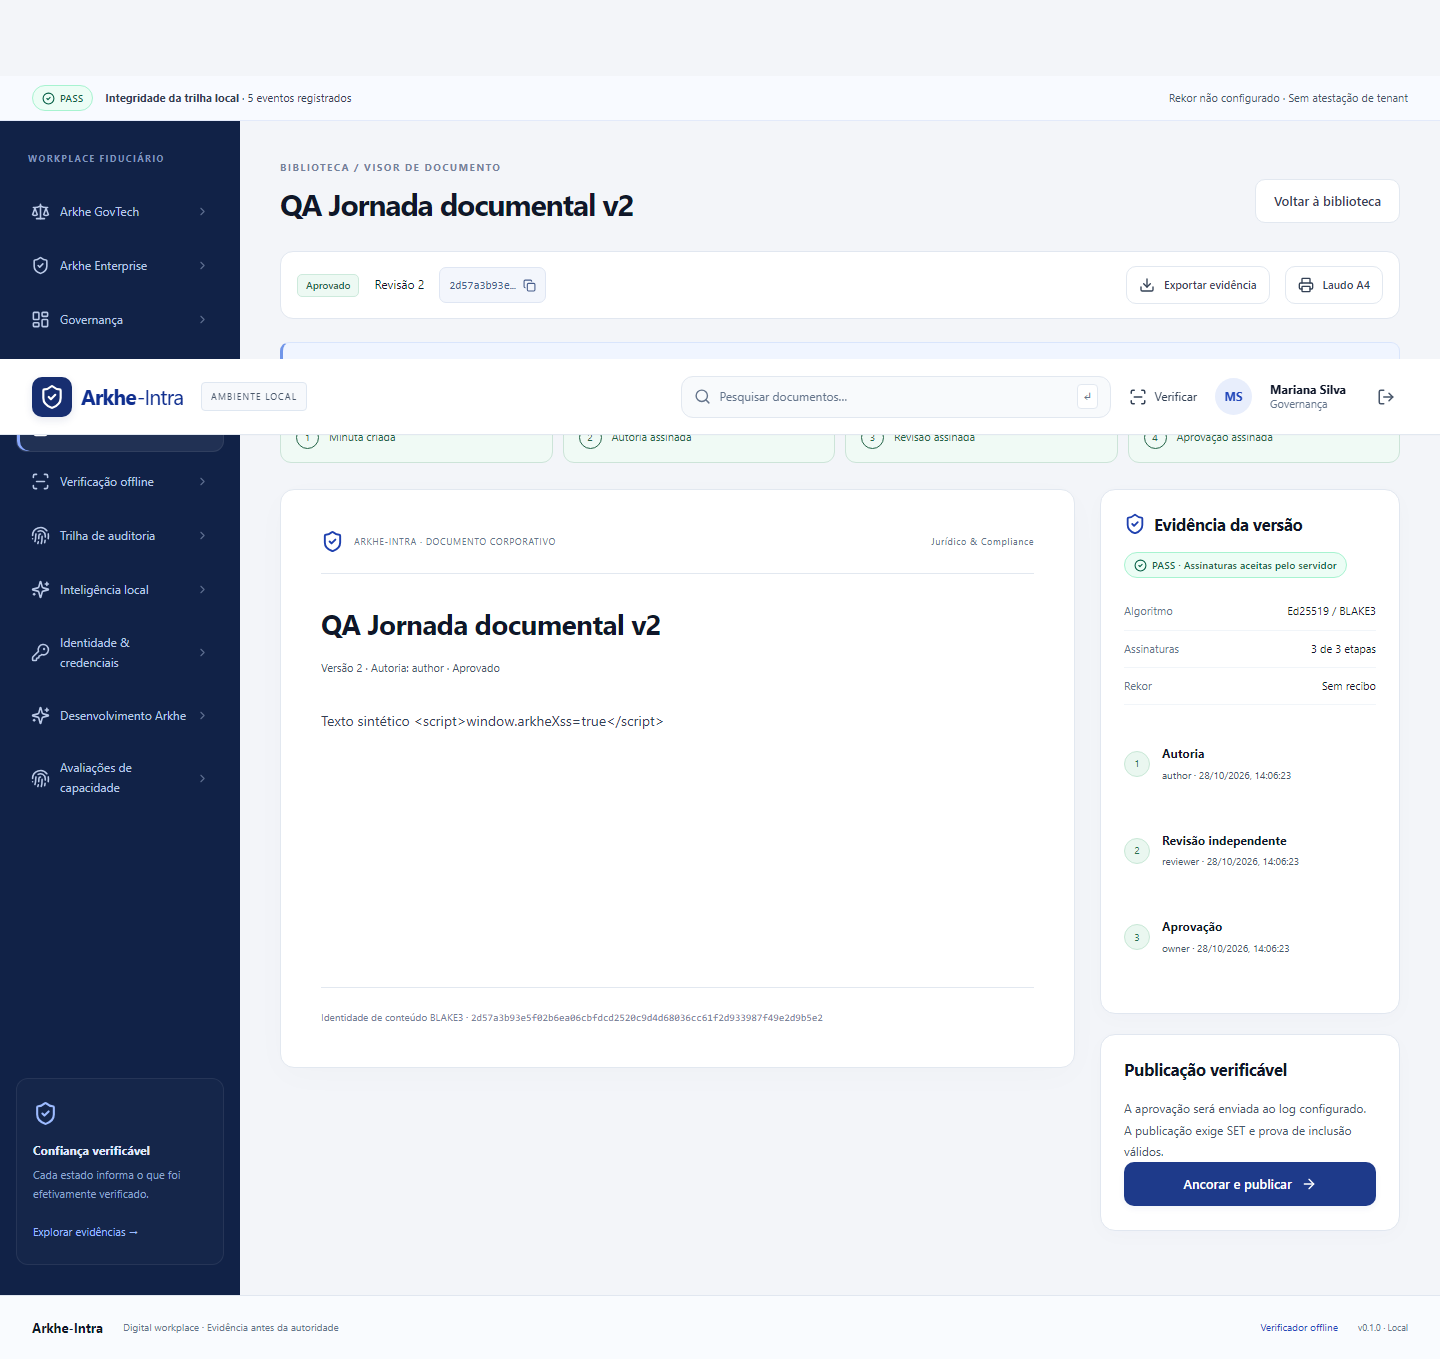 PASS
Integridade da trilha local · 5 eventos registrados
Rekor não configurado · Sem atestação de tenant
WORKPLACE FIDUCIÁRIO
Arkhe GovTech
Arkhe Enterprise
Governança
BIBLIOTECA / VISOR DE DOCUMENTO
QA Jornada documental v2
Voltar à biblioteca
Aprovado
Revisão 2
2d57a3b93e…
Exportar evidência
Laudo A4
Arkhe-Intra
AMBIENTE LOCAL
Pesquisar documentos...
↵
Verificar
MS
Mariana Silva
Governança
1 Minuta criada
2 Autoria assinada
3 Revisão assinada
4 Aprovação assinada
Verificação offline
Trilha de auditoria
Inteligência local
Identidade &
credenciais
Desenvolvimento Arkhe
Avaliações de
capacidade
Confiança verificável
Cada estado informa o que foi
efetivamente verificado.
Explorar evidências →
ARKHE-INTRA · DOCUMENTO CORPORATIVO
Jurídico & Compliance
QA Jornada documental v2
Versão 2 · Autoria: author · Aprovado
Texto sintético <script>window.arkheXss=true</script>
Identidade de conteúdo BLAKE3 · 2d57a3b93e5f02b6ea06cbfdcd2520c9d4d68036cc61f2d933987f49e2d9b5e2
Evidência da versão
PASS · Assinaturas aceitas pelo servidor
Algoritmo Ed25519 / BLAKE3
Assinaturas 3 de 3 etapas
Rekor Sem recibo
1 Autoria
author · 28/10/2026, 14:06:23
2 Revisão independente
reviewer · 28/10/2026, 14:06:23
3 Aprovação
owner · 28/10/2026, 14:06:23
Publicação verificável
A aprovação será enviada ao log configurado.
A publicação exige SET e prova de inclusão
válidos.
Ancorar e publicar →
Arkhe-Intra
Digital workplace · Evidência antes da autoridade
Verificador offline
v0.1.0 · Local